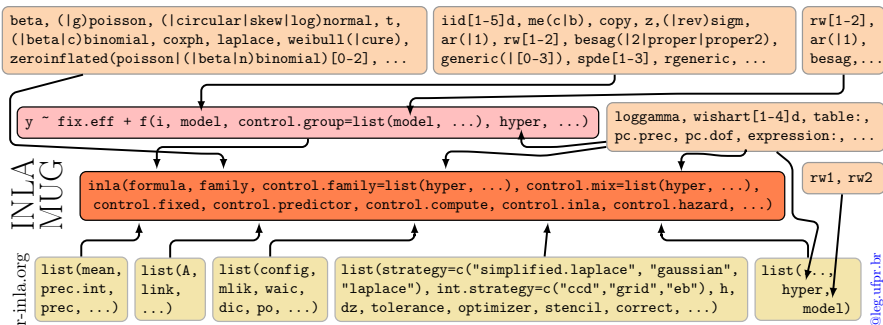 beta, (|g)poisson, (|circular|skew|log)normal, t,
(|beta|c)binomial, coxph, laplace, weibull(|cure),
zeroinflated(poisson|(|beta|n)binomial)[0-2], ...
iid[1-5]d, me(c|b), copy, z,(|rev)sigm,
ar(|1), rw[1-2], besag(|2|proper|proper2),
generic(|[0-3]), spde[1-3], rgeneric, ...
rw[1-2],
ar(|1),
besag,...
y ~ fix.eff + f(i, model, control.group=list(model, ...), hyper, ...)
loggamma, wishart[1-4]d, table:,
pc.prec, pc.dof, expression:, ...
INLA
MUG
inla(formula, family, control.family=list(hyper, ...), control.mix=list(hyper, ...),
control.fixed, control.predictor, control.compute, control.inla, control.hazard, ...)
rw1, rw2
r-inla.org
list(mean,
prec.int,
prec, ...)
list(A,
link,
...)
list(config,
mlik, waic,
dic, po, ...)
list(strategy=c("simplified.laplace", "gaussian",
"laplace"), int.strategy=c("ccd","grid","eb"), h,
dz, tolerance, optimizer, stencil, correct, ...)
list(...,
hyper,
model)
@leg.ufpr.br